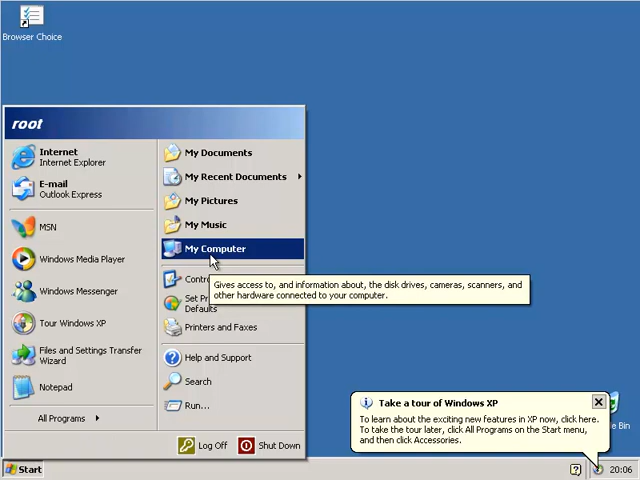 Browser Choice
root
Internet
Internet Explorer
E-mail
Outlook Express
MSN
Windows Media Player
Windows Messenger
Tour Windows XP
Files and Settings Transfer
Wizard
Notepad
All Programs
My Documents
My Recent Documents
My Pictures
My Music
My Computer
Gives access to, and information about, the disk drives, cameras, scanners, and
other hardware connected to your computer.
Defaults
Printers and Faxes
Help and Support
Search
Run...
Log Off
Shut Down
Take a tour of Windows XP
To learn about the exciting new features in XP now, click here.
To take the tour later, click All Programs on the Start menu,
and then click Accessories.
Bin
Start
20:06